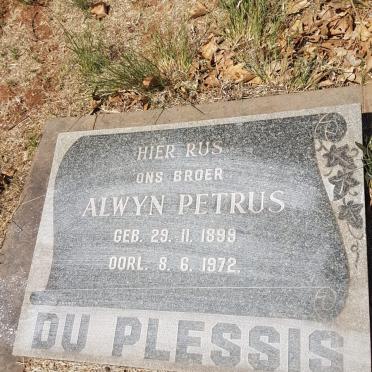 HIER RUS
ONS BROER
ALWYN PETRUS
GEB. 29. 11. 1899
OORL. 8. 6. 1972.
DU PLESSIS